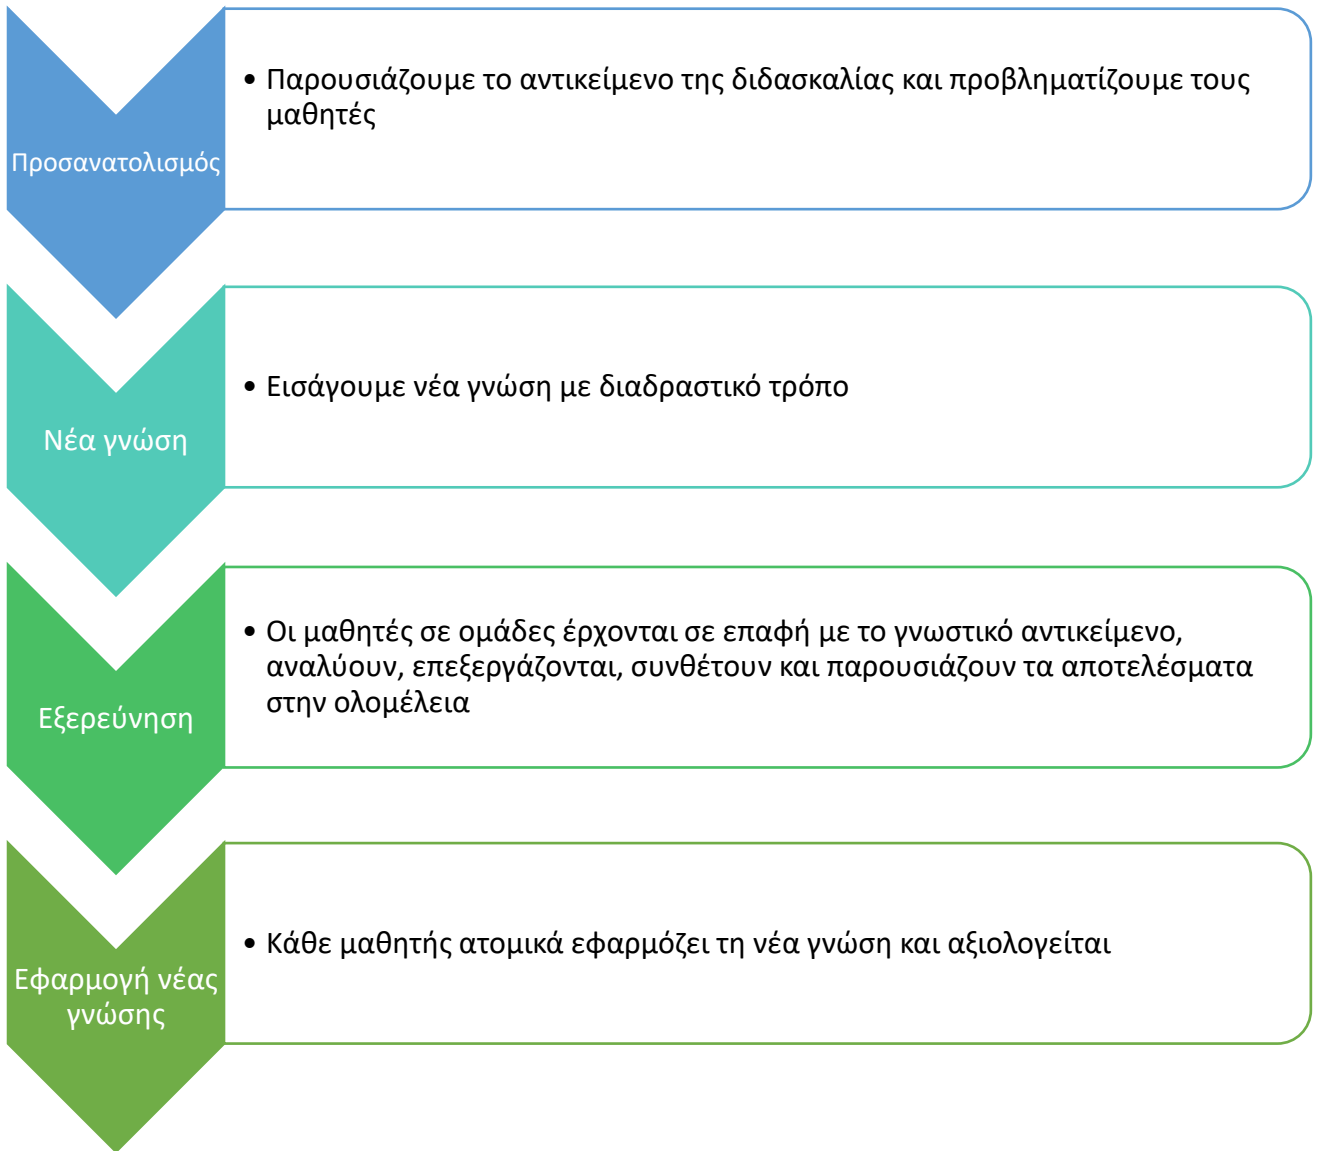 Προσανατολισμός
• Παρουσιάζουμε το αντικείμενο της διδασκαλίας και προβληματίζουμε τους
μαθητές
Νέα γνώση
• Εισάγουμε νέα γνώση με διαδραστικό τρόπο
Εξερεύνηση
• Οι μαθητές σε ομάδες έρχονται σε επαφή με το γνωστικό αντικείμενο,
αναλύουν, επεξεργάζονται, συνθέτουν και παρουσιάζουν τα αποτελέσματα
στην ολομέλεια
Εφαρμογή νέας
γνώσης
• Κάθε μαθητής ατομικά εφαρμόζει τη νέα γνώση και αξιολογείται